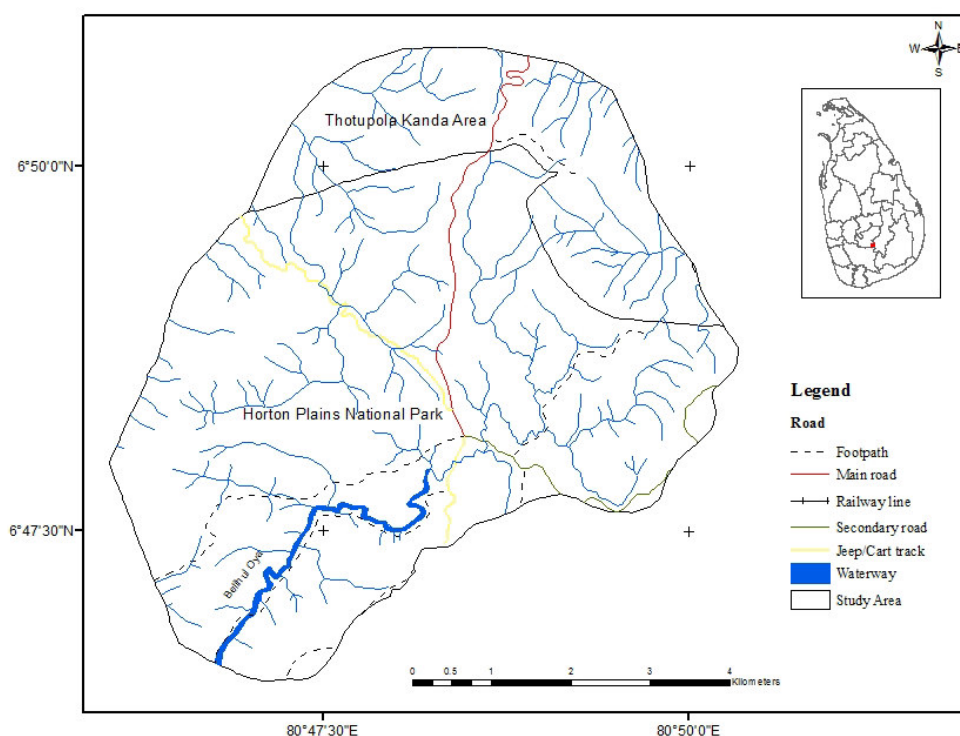 N
W E
S
Thotupola Kanda Area
6°50'0"N
Horton Plains National Park
Legend
Road
Footpath
Main road
Railway line
Secondary road
Jeep/Cart track
Waterway
Study Area
6°47'30"N
Belihul Oya
0 0.5 1 2 3 4
Kilometers
80°47'30"E
80°50'0"E